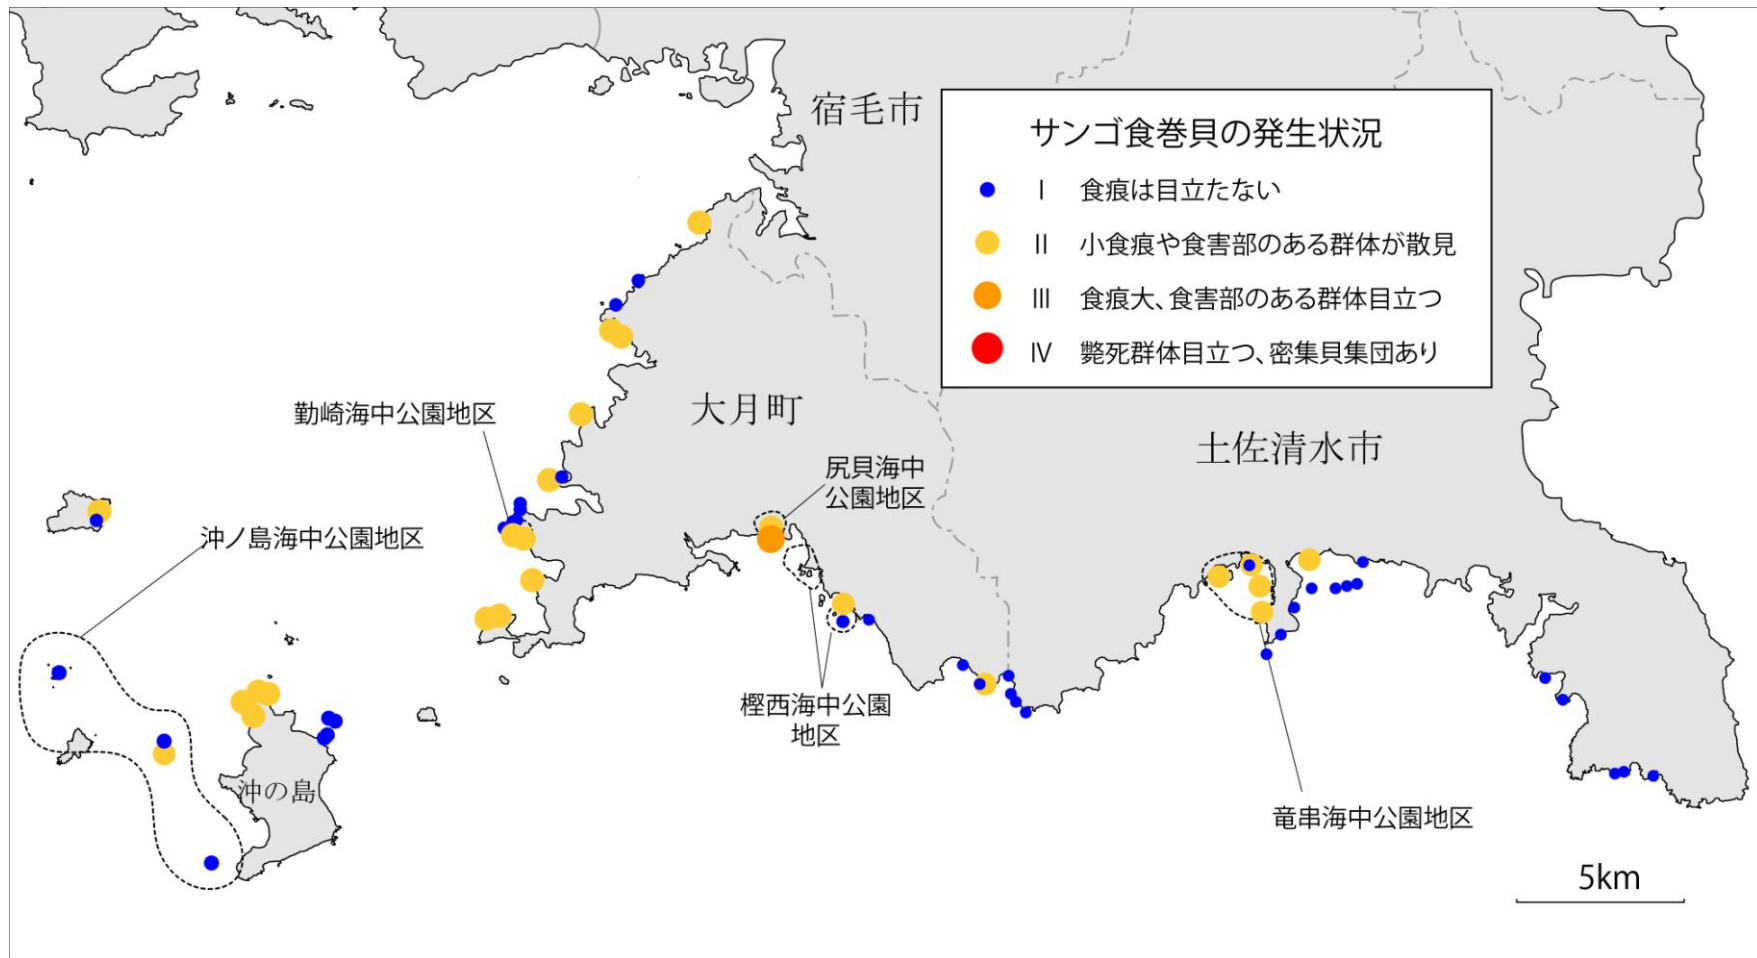 宿毛市
サンゴ食巻貝の発生状況
Ⅰ 食痕は目立たない
Ⅱ 小食痕や食害部のある群体が散見
Ⅲ 食痕大、食害部のある群体目立つ
Ⅳ 斃死群体目立つ、密集貝集団あり
勤崎海中公園地区
大月町
土佐清水市
尻貝海中
公園地区
沖ノ島海中公園地区
樫西海中公園
地区
沖の島
竜串海中公園地区
5km